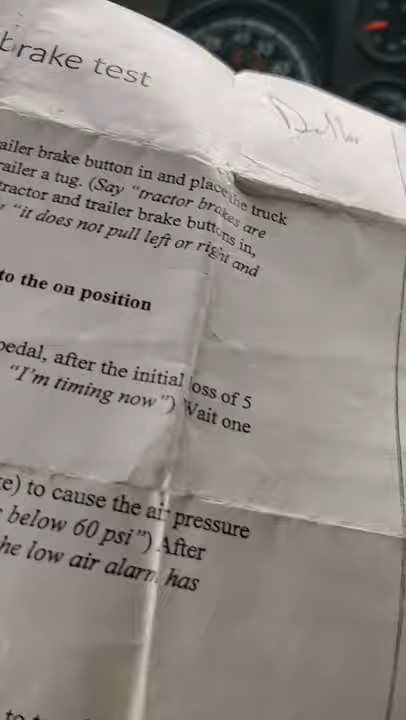 brake test
ailer brake button in and place the truck
railer a tug. (Say "tractor brakes are
tractor and trailer brake buttons in,
"it does not pull left or right and
to the on position
pedal, after the initial loss of 5
"I'm timing now") Wait one
ke) to cause the air pressure
below 60 psi") After
he low air alarm has